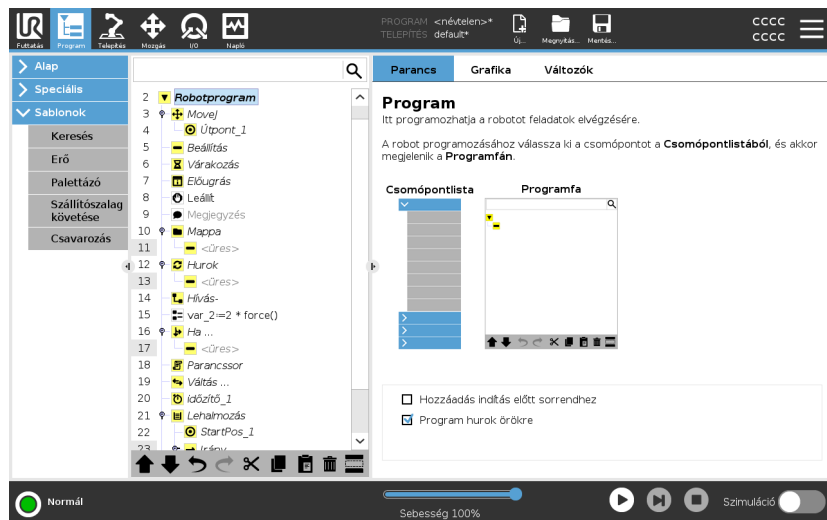 PROGRAM <névtelen>*
TELEPÍTÉS default*
Futtatás
Program
Telepítés
Mozgás
I/O
Napló
Új...
Megnyitás...
Mentés...
cccc
cccc
Alap
Speciális
Sablonok
Keresés
Erő
Palettázó
Szállítószalag
követése
Csavarozás
2 Robotprogram
3 MoveJ
4 Útpont_1
5 Beállítás
6 Várakozás
7 Előugrás
8 Leállít
9 Megjegyzés
10 Mappa
11 <üres>
12 Hurok
13 <üres>
14 Hívás-
15 var_2≔2 * force()
16 Ha ...
17 <üres>
18 Parancssor
19 Váltás ...
20 időzítő_1
21 Lehalmozás
22 StartPos_1
23 Irány
Parancs
Grafika
Változók
Program
Itt programozhatja a robotot feladatok elvégzésére.
A robot programozásához válassza ki a csomópontot a Csomópontlistából, és akkor
megjelenik a Programfán.
Csomópontlista
Programfa
Hozzáadás indítás előtt sorrendhez
Program hurok örökre
Normál
Sebesség 100%
Szimuláció